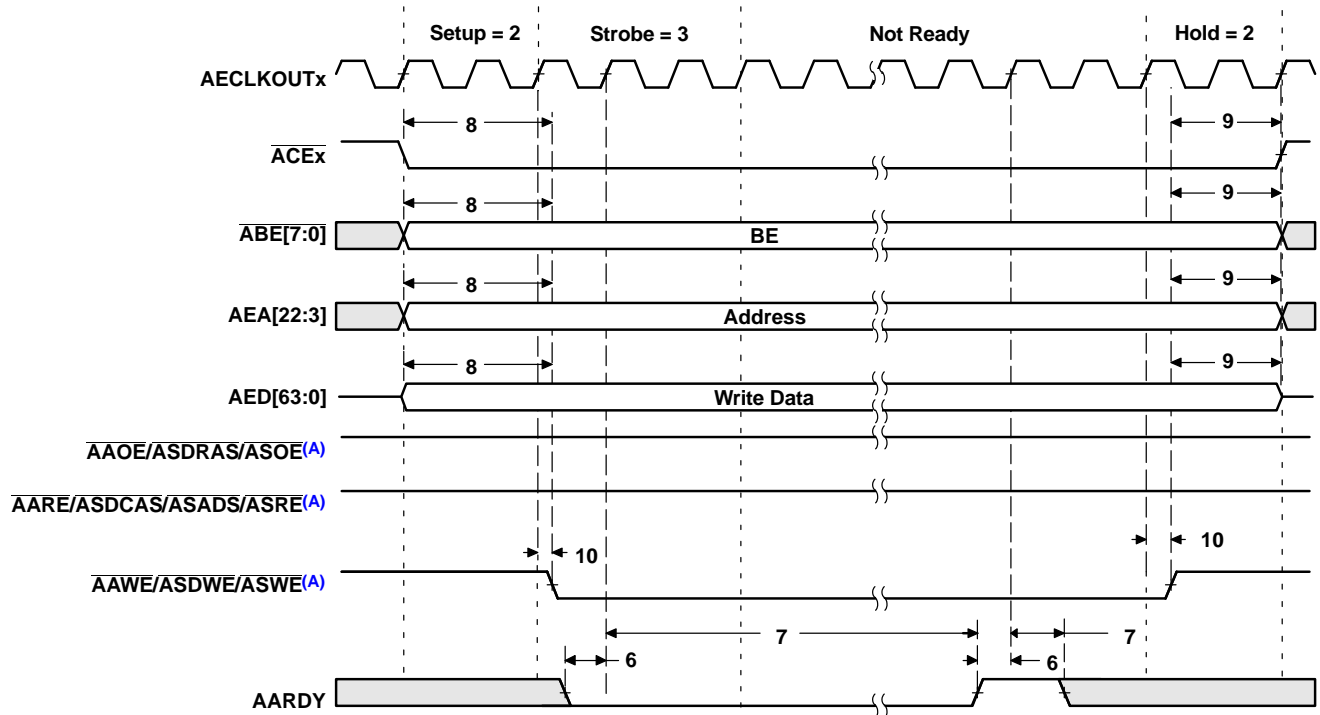 Setup = 2 Strobe = 3 Not Ready Hold = 2
AECLKOUTx
8 9
ACEx
8 9
ABE[7:0] BE
8 9
AEA[22:3] Address
8 9
AED[63:0] Write Data
AAOE/ASDRAS/ASOE(A)
AARE/ASDCAS/ASADS/ASRE(A)
10 10
AAWE/ASDWE/ASWE(A)
7 7
6 6
AARDY